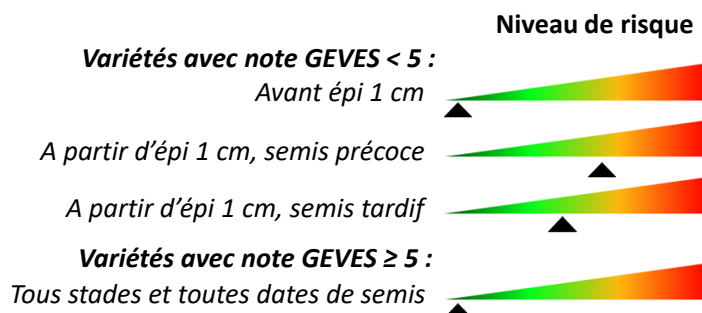 Niveau de risque
Variétés avec note GEVES < 5 :
Avant épi 1 cm
A partir d’épi 1 cm, semis précoce
A partir d’épi 1 cm, semis tardif
Variétés avec note GEVES ≥ 5 :
Tous stades et toutes dates de semis